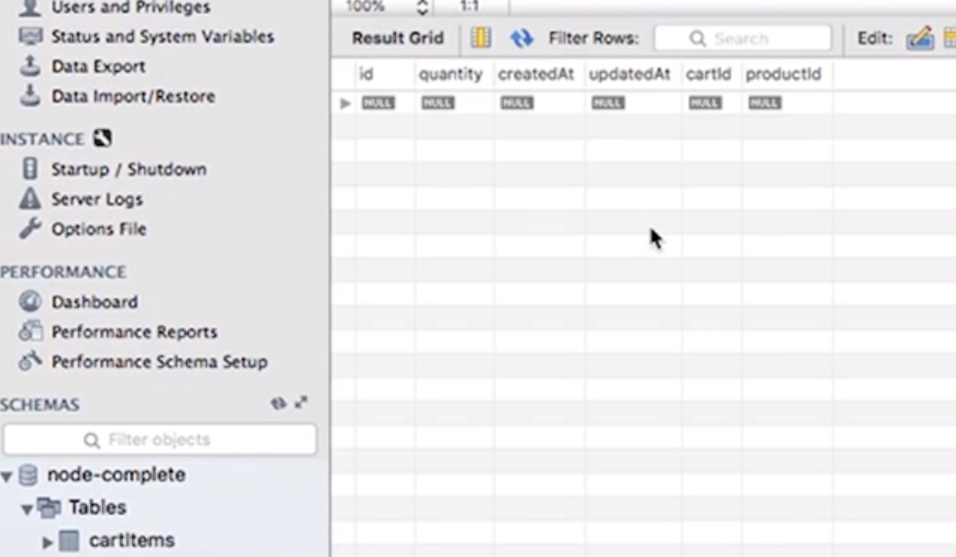 Users and Privileges
Status and System Variables
Data Export
Data Import/Restore
INSTANCE
Startup / Shutdown
Server Logs
Options File
PERFORMANCE
Dashboard
Performance Reports
Performance Schema Setup
SCHEMAS
Filter objects
node-complete
Tables
cartItems
100% 1:1
Result Grid Filter Rows: Search Edit:
id quantity createdAt updatedAt cartId productId
NULL NULL NULL NULL NULL NULL